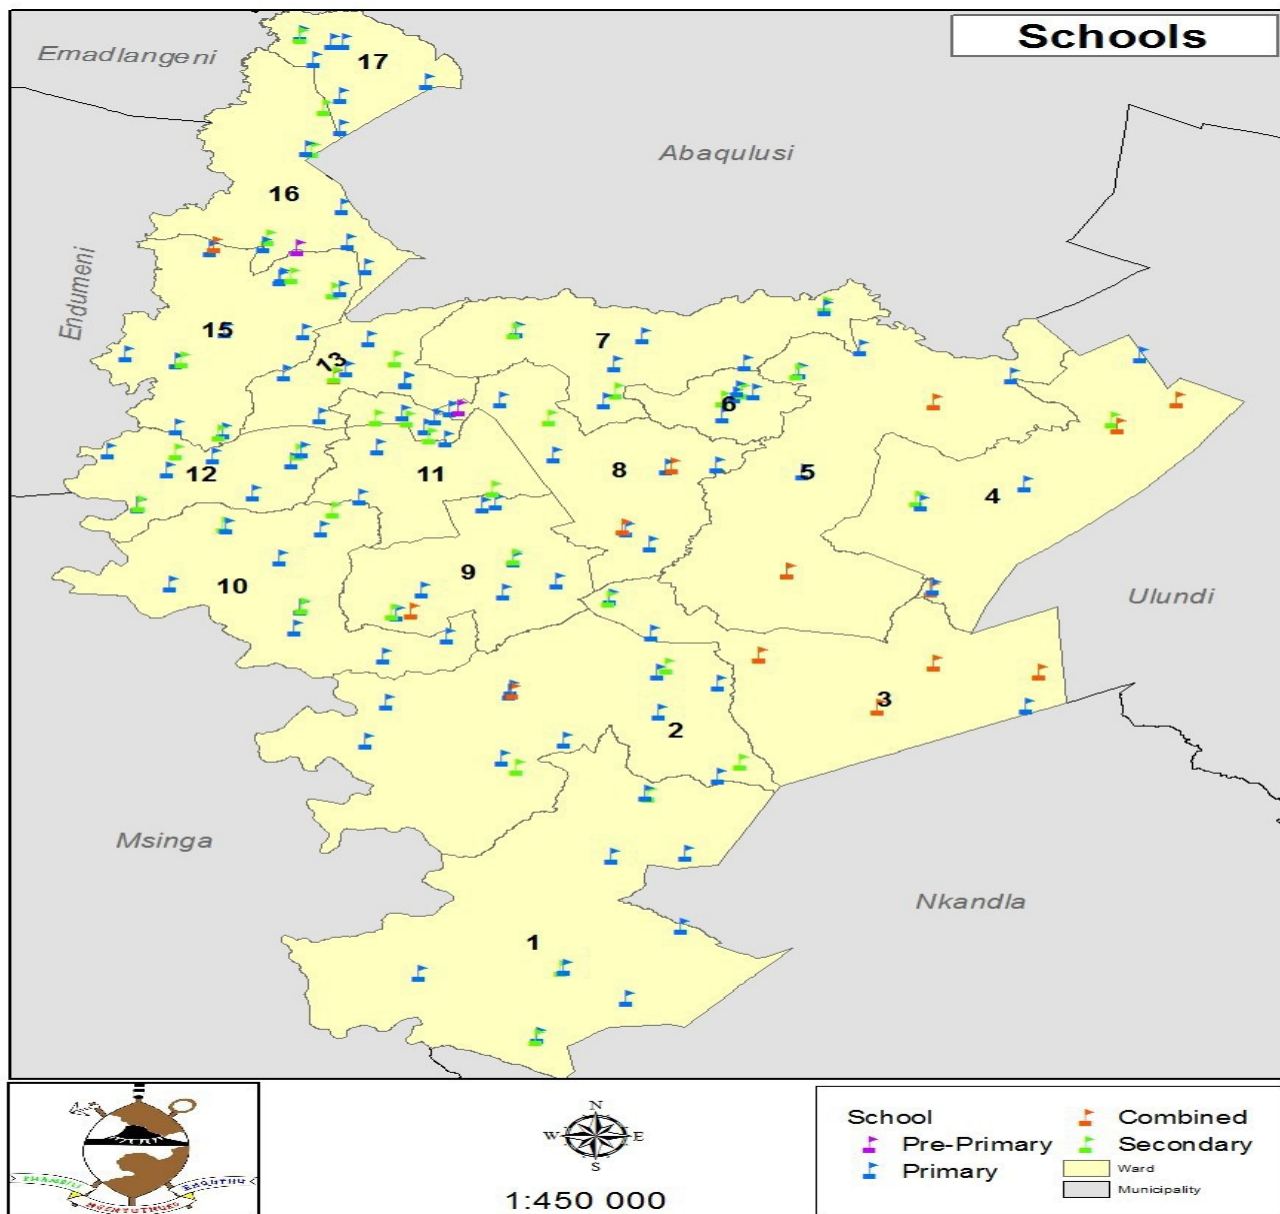 Schools
Emadlangeni
17
Abaqulusi
16
Endumeni
15
7
13
6
12
11
8
5
4
10
9
Ulundi
3
2
Msinga
Nkandla
1
N
W E
S
1:450 000
School
Pre-Primary
Primary
Combined
Secondary
Ward
Municipality